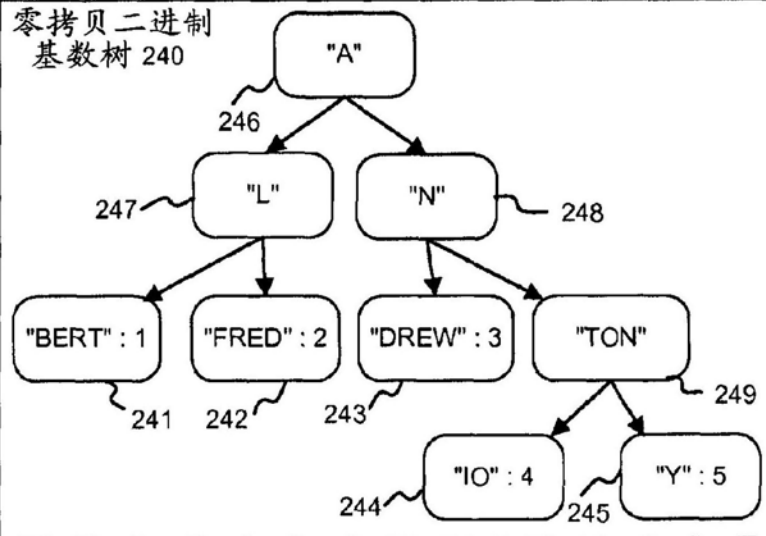 零拷贝二进制
基数树 240
"A"
246
"L"
"N"
247
248
"BERT" : 1
"FRED" : 2
"DREW" : 3
"TON"
241
242
243
249
"IO" : 4
"Y" : 5
244
245